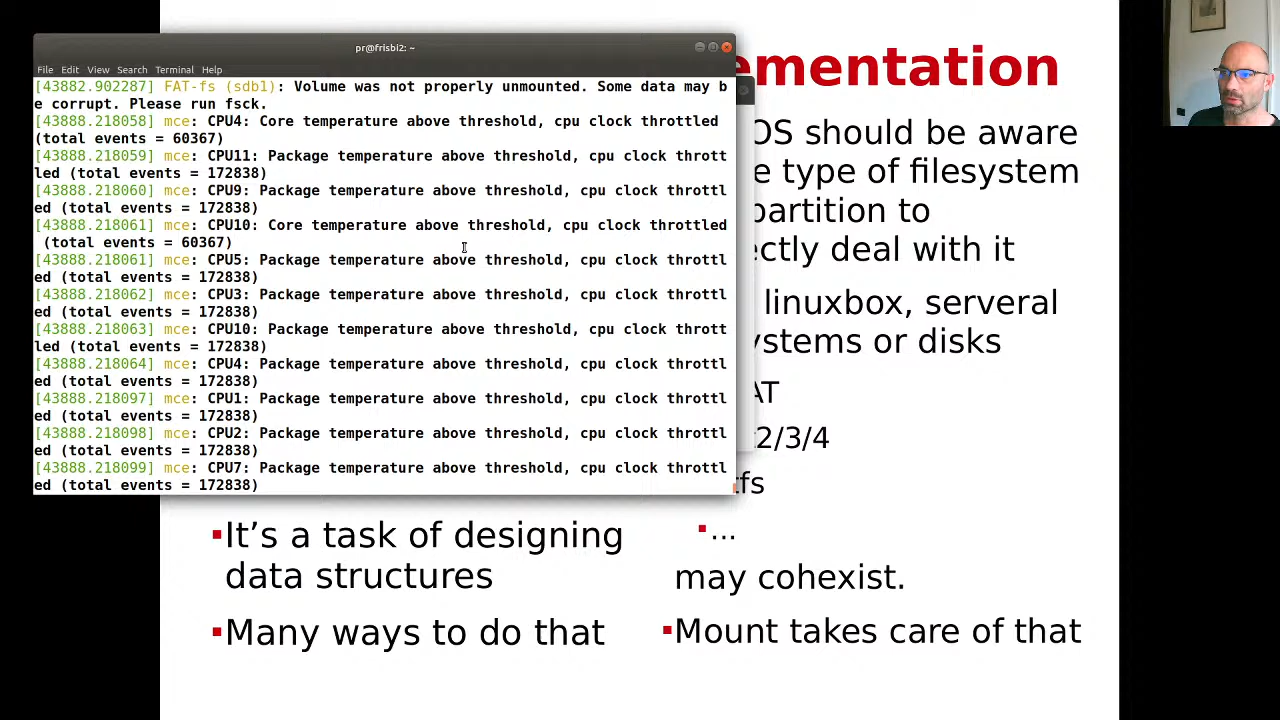 pr@frisbi2: ~
File Edit View Search Terminal Help
[43882.902287] FAT-fs (sdb1): Volume was not properly unmounted. Some data may b
e corrupt. Please run fsck.
[43888.218058] mce: CPU4: Core temperature above threshold, cpu clock throttled
(total events = 60367)
[43888.218059] mce: CPU11: Package temperature above threshold, cpu clock thrott
led (total events = 172838)
[43888.218060] mce: CPU9: Package temperature above threshold, cpu clock throttl
ed (total events = 172838)
[43888.218061] mce: CPU10: Core temperature above threshold, cpu clock throttled
(total events = 60367)
[43888.218061] mce: CPU5: Package temperature above threshold, cpu clock throttl
ed (total events = 172838)
[43888.218062] mce: CPU3: Package temperature above threshold, cpu clock throttl
ed (total events = 172838)
[43888.218063] mce: CPU10: Package temperature above threshold, cpu clock thrott
led (total events = 172838)
[43888.218064] mce: CPU4: Package temperature above threshold, cpu clock throttl
ed (total events = 172838)
[43888.218097] mce: CPU1: Package temperature above threshold, cpu clock throttl
ed (total events = 172838)
[43888.218098] mce: CPU2: Package temperature above threshold, cpu clock throttl
ed (total events = 172838)
[43888.218099] mce: CPU7: Package temperature above threshold, cpu clock throttl
ed (total events = 172838)
It's a task of designing
data structures
Many ways to do that
ementation
OS should be aware
e type of filesystem
partition to
ectly deal with it
linuxbox, serveral
ystems or disks
AT
2/3/4
tfs
...
may cohexist.
Mount takes care of that